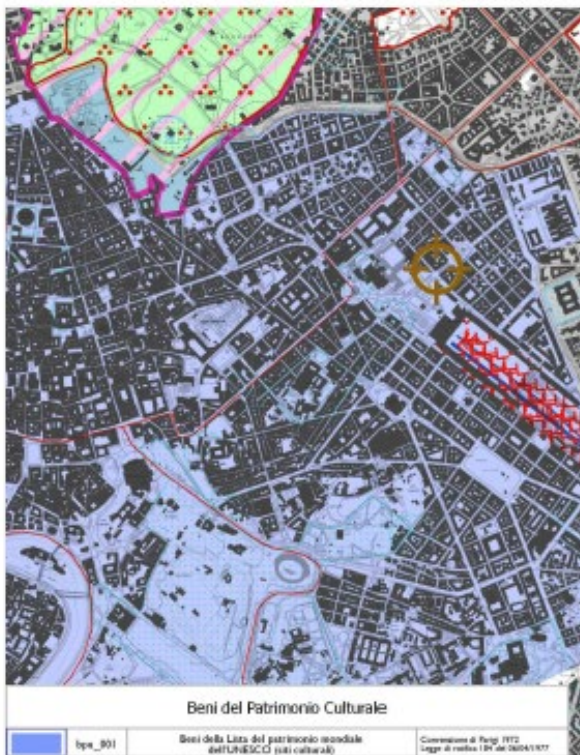 Beni del Patrimonio Culturale
bpu_001
Beni della Lista del patrimonio mondiale
dell'UNESCO (siti culturali)
Convenzione di Parigi 1972
Legge di ratifica 184 del 06/04/1977